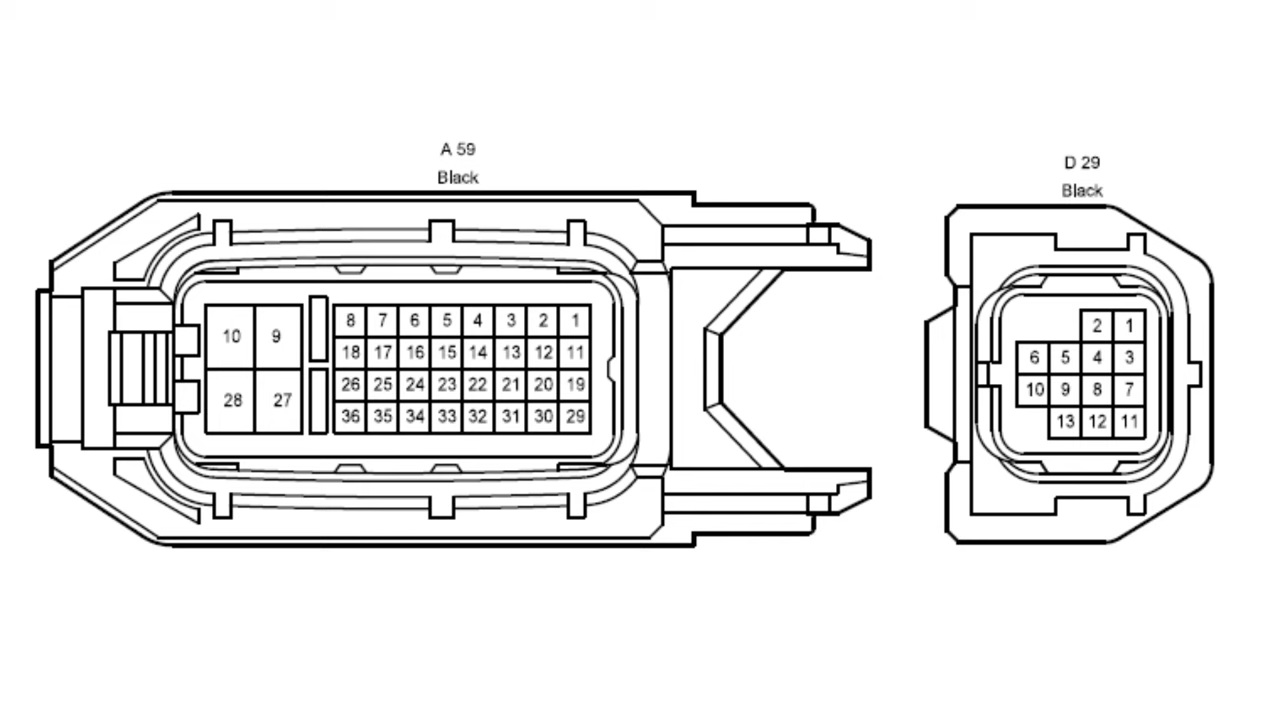 A 59
Black
10 9 8 7 6 5 4 3 2 1
18 17 16 15 14 13 12 11
28 27 26 25 24 23 22 21 20 19
36 35 34 33 32 31 30 29
D 29
Black
2 1
6 5 4 3
10 9 8 7
13 12 11